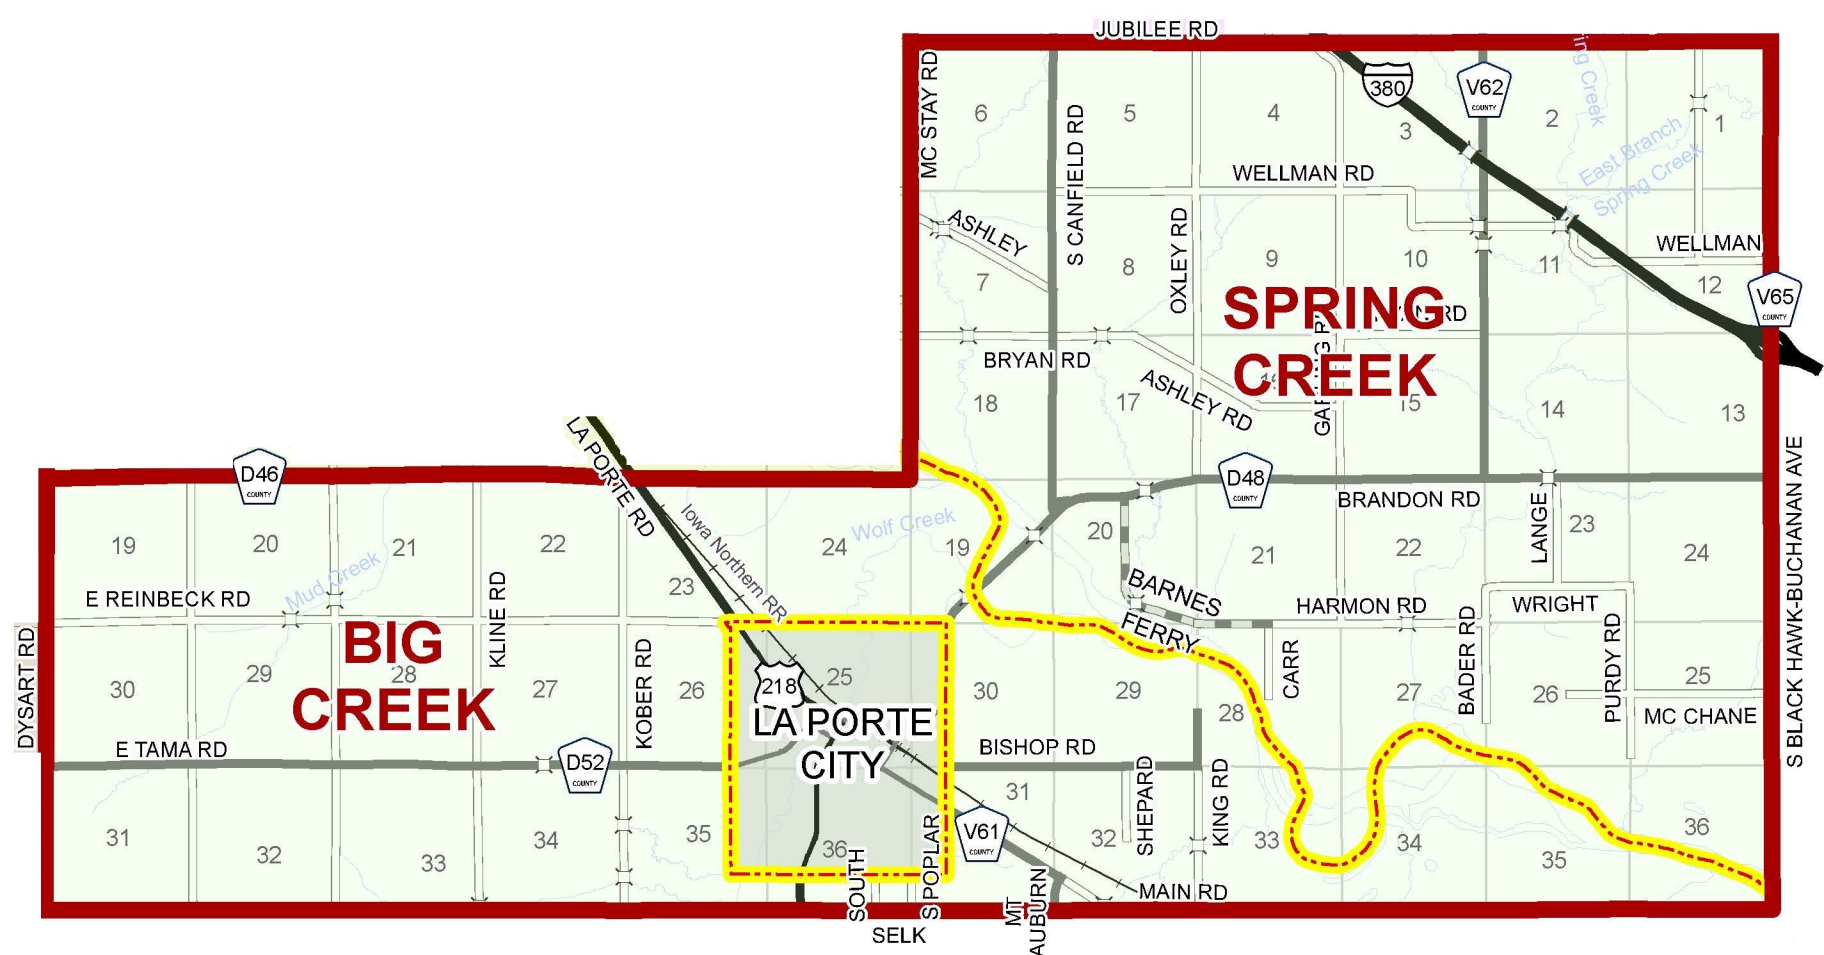 JUBILEE RD
MC STAY RD
6
5
4
3
2
1
380
V62
COUNTY
ing Creek
East Branch
Spring Creek
S CANFIELD RD
WELLMAN RD
ASHLEY
OXLEY RD
7
8
9
10
11
12
WELLMAN
V65
COUNTY
SPRING
CREEK
RD
BRYAN RD
ASHLEY RD
18
17
15
14
13
LA PORTE RD
D46
COUNTY
D48
COUNTY
BRANDON RD
LANGE
S BLACK HAWK-BUCHANAN AVE
Iowa Northern RR
Wolf Creek
19
20
21
22
23
24
19
20
21
22
23
24
Mud Creek
E REINBECK RD
KLINE RD
BARNES
FERRY
HARMON RD
WRIGHT
BADER RD
PURDY RD
CARR
DYSART RD
BIG
CREEK
KOBER RD
30
29
28
27
26
25
218
LA PORTE
CITY
30
29
28
27
26
25
MC CHANE
E TAMA RD
D52
COUNTY
BISHOP RD
SHEPARD
KING RD
31
32
33
34
35
36
V61
COUNTY
31
32
33
34
35
36
SOUTH
S POPLAR
MT
AUBURN
MAIN RD
SELK